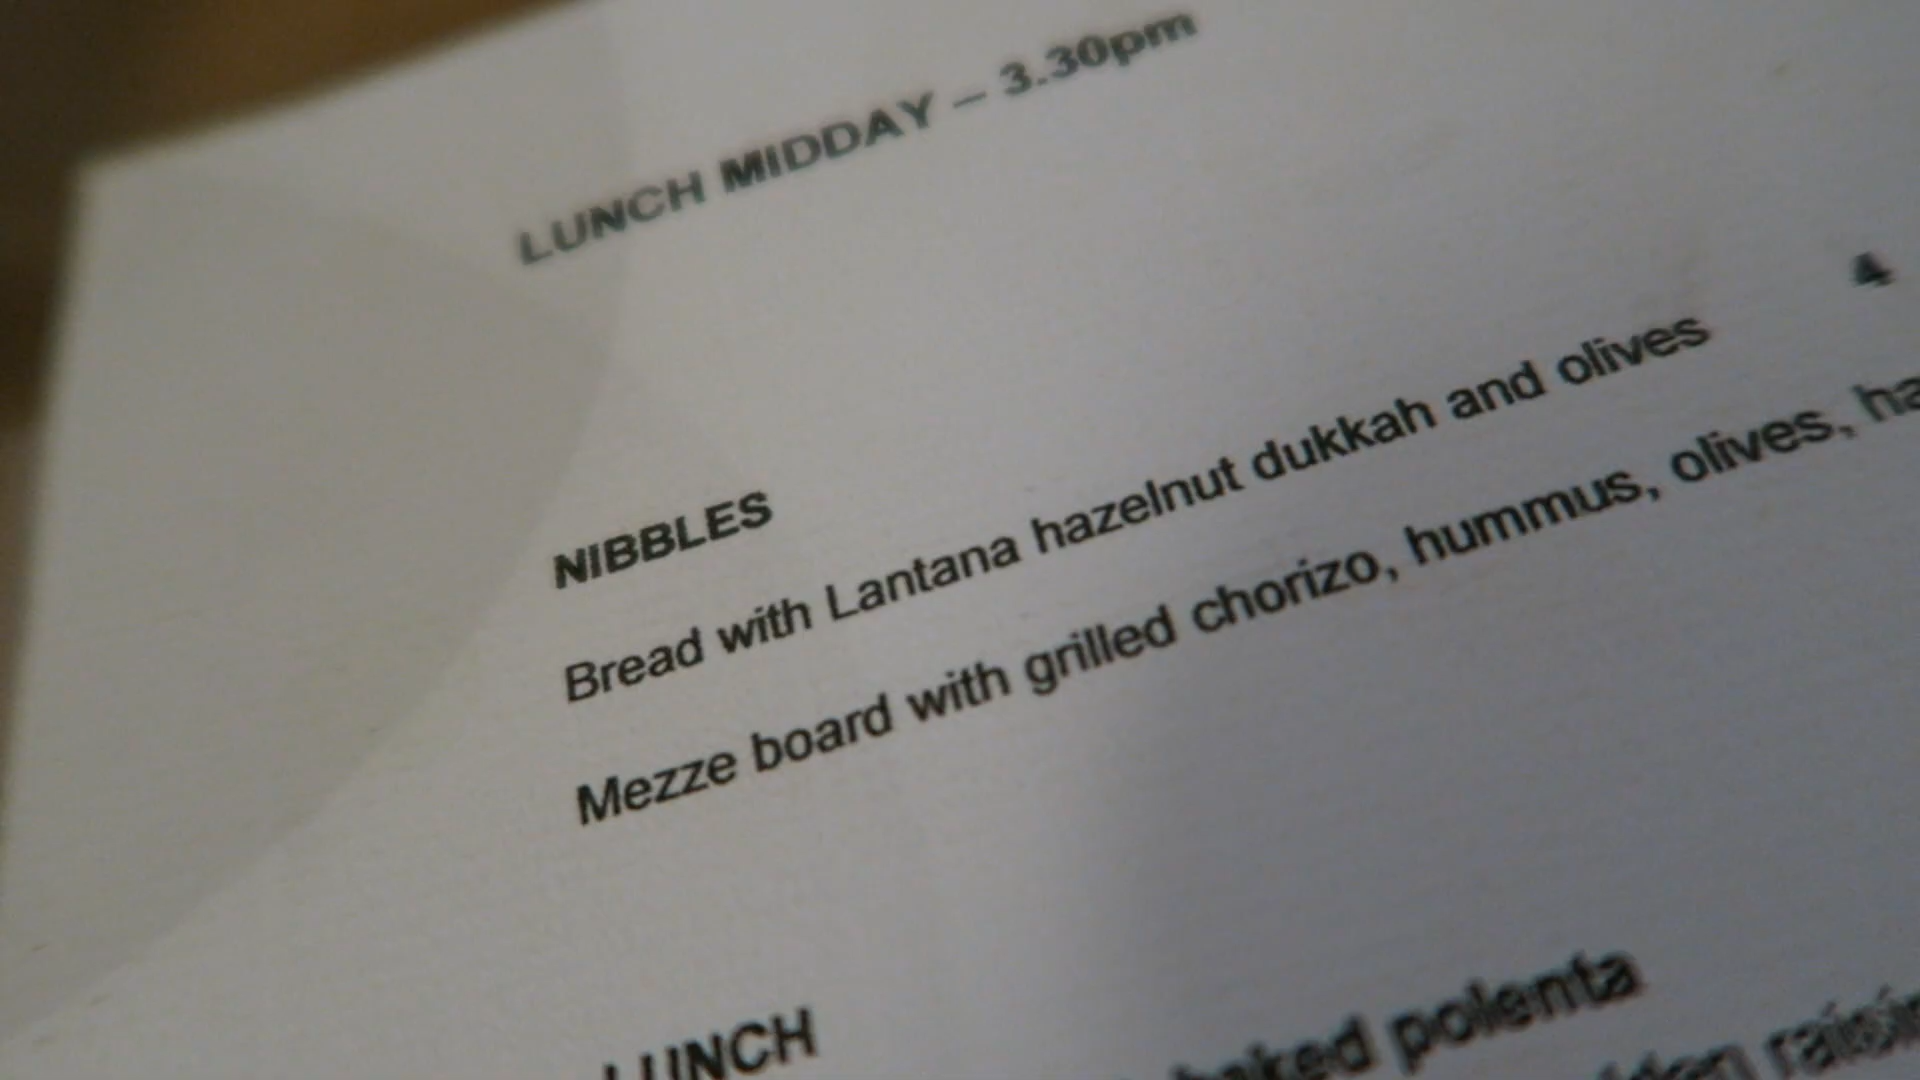 LUNCH MIDDAY – 3.30pm
NIBBLES
Bread with Lantana hazelnut dukkah and olives 4
Mezze board with grilled chorizo, hummus, olives,
LUNCH
polenta